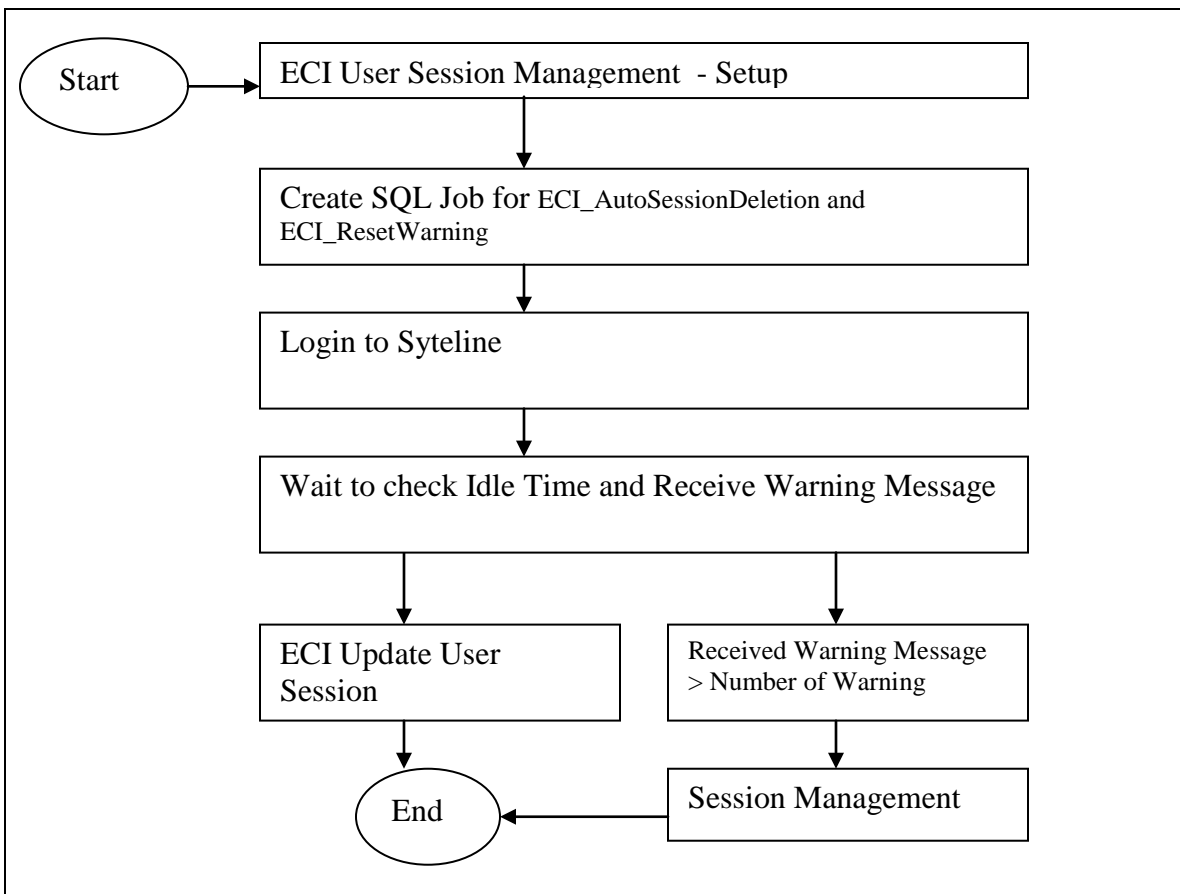 Start
ECI User Session Management - Setup
Create SQL Job for ECI_AutoSessionDeletion and
ECI_ResetWarning
Login to Syteline
Wait to check Idle Time and Receive Warning Message
ECI Update User
Session
Received Warning Message
> Number of Warning
End
Session Management